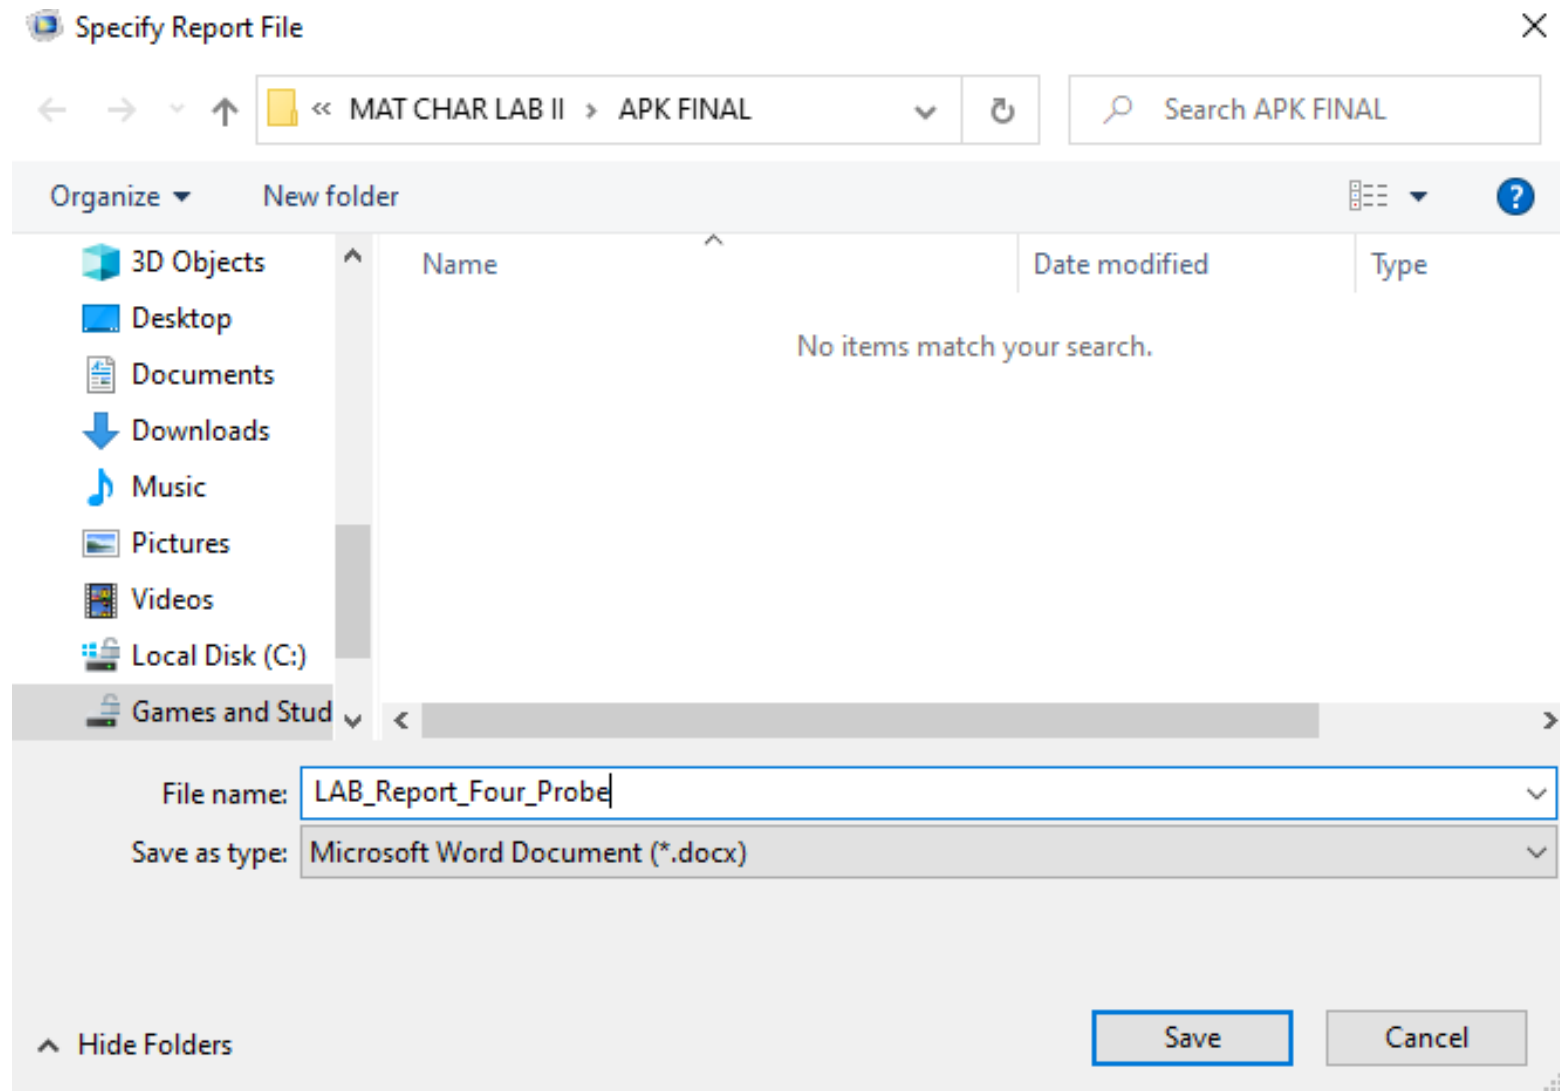 Specify Report File
« MAT CHAR LAB II › APK FINAL
Search APK FINAL
Organize
New folder
?
Name
Date modified
Type
No items match your search.
3D Objects
Desktop
Documents
Downloads
Music
Pictures
Videos
Local Disk (C:)
Games and Stud
File name: LAB_Report_Four_Probe
Save as type: Microsoft Word Document (*.docx)
Hide Folders
Save
Cancel